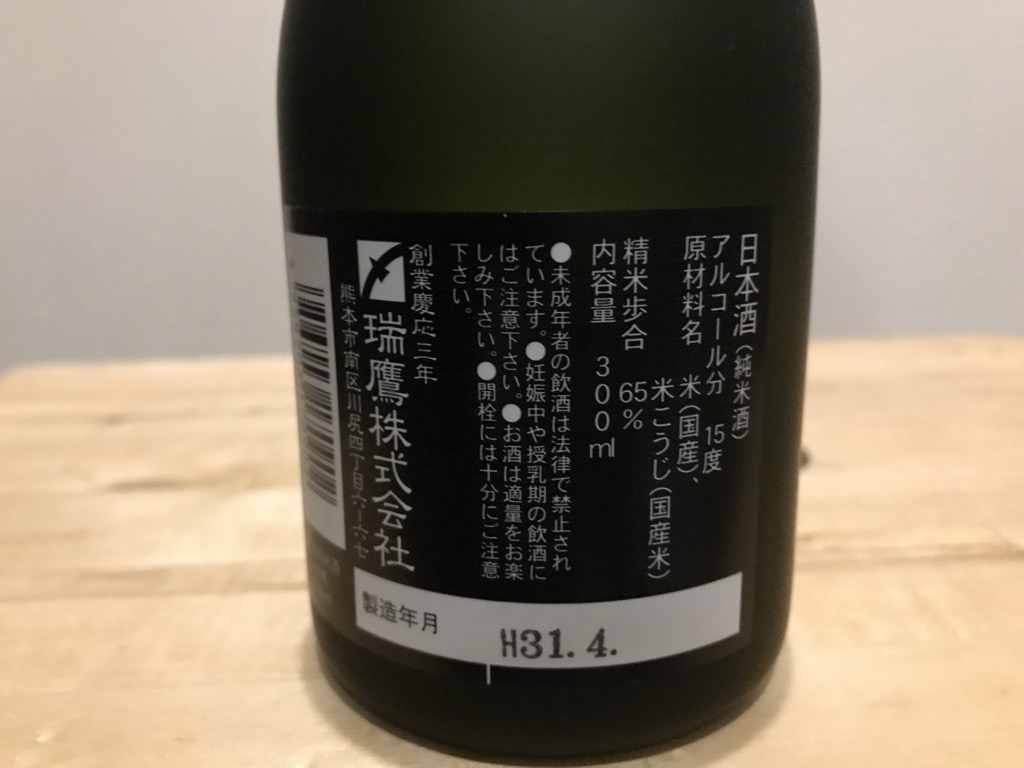 日本酒(純米酒)
アルコール分 15度
原材料名 米(国産)、
米こうじ(国産米)
精米歩合 65%
内容量 300ml
●未成年者の飲酒は法律で禁止され
ています。●妊娠中や授乳期の飲酒に
はご注意下さい。●お酒は適量をお楽
しみ下さい。●開栓には十分にご注意
下さい。
創業慶応三年
瑞鷹株式会社
熊本市南区川尻四丁目六-六七
製造年月
H31.4.